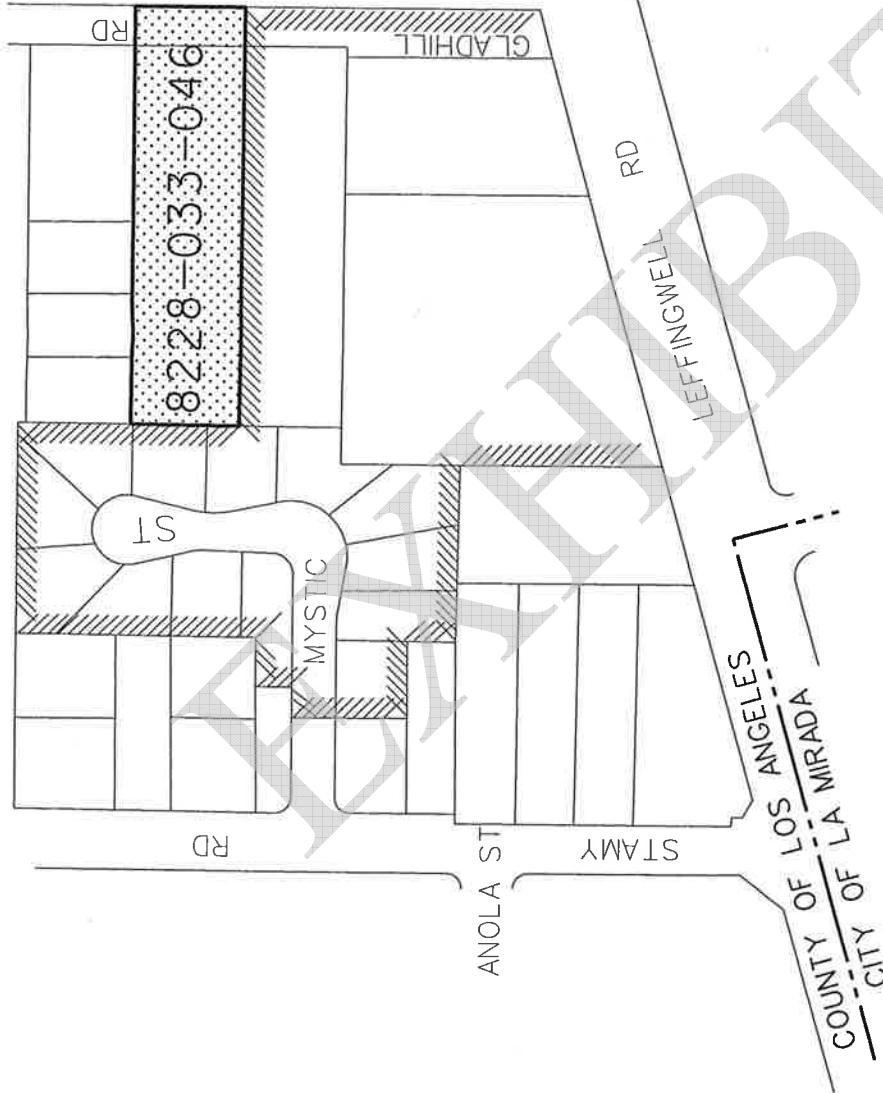 RD
GLADHILL
8228-033-046
RD
LEFFINGWELL
ST
MYSTIC
RD
ANOLA ST
STAMY
COUNTY OF LOS ANGELES
CITY OF LA MIRADA
EXHIBIT